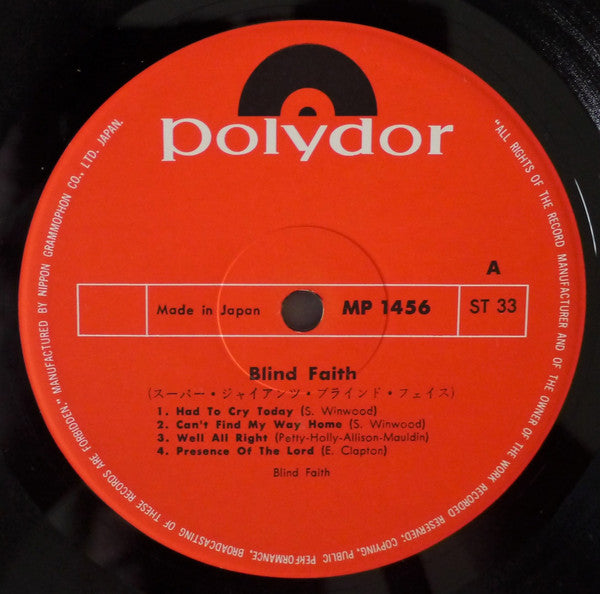 polydor
A
Made in Japan
MP 1456
ST 33
Blind Faith
(スーパー・ジャイアンツ・ブラインド・フェイス)
1. Had To Cry Today (S. Winwood)
2. Can't Find My Way Home (S. Winwood)
3. Well All Right (Petty-Holly-Allison-Mauldin)
4. Presence Of The Lord (E. Clapton)
Blind Faith
"ALL RIGHTS OF THE RECORD MANUFACTURER AND OF THE OWNER OF THE WORK RECORDED RESERVED; COPYING, PUBLIC PERFORMANCE, BROADCASTING OF THESE RECORDS ARE FORBIDDEN." MANUFACTURED BY NIPPON GRAMMOPHON CO., LTD. JAPAN.